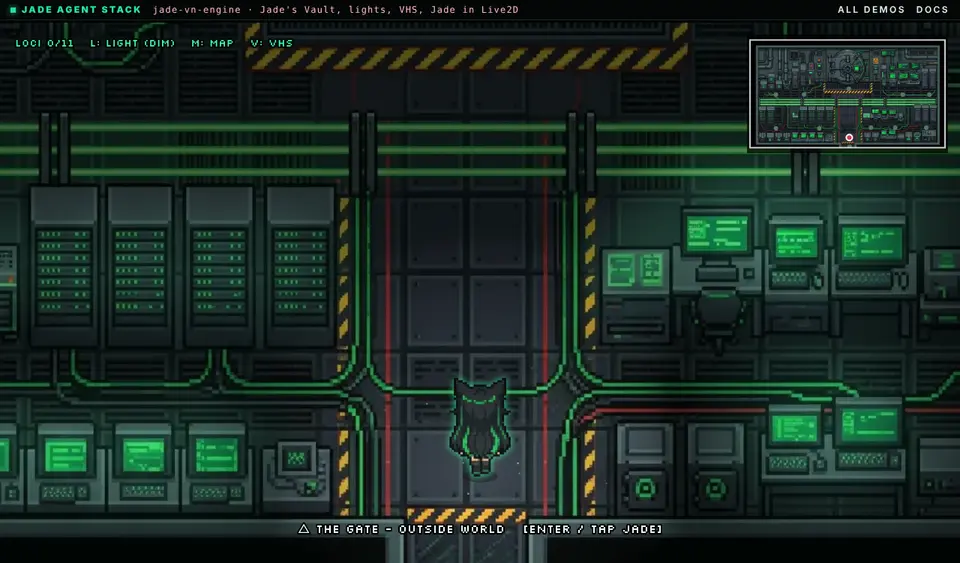 JADE AGENT STACK jade-vn-engine · Jade's Vault, lights, VHS, Jade in Live2D ALL DEMOS DOCS
LOCI 0/11 L: LIGHT (DIM) M: MAP V: VHS
△ THE GATE - OUTSIDE WORLD [ENTER / TAP JADE]